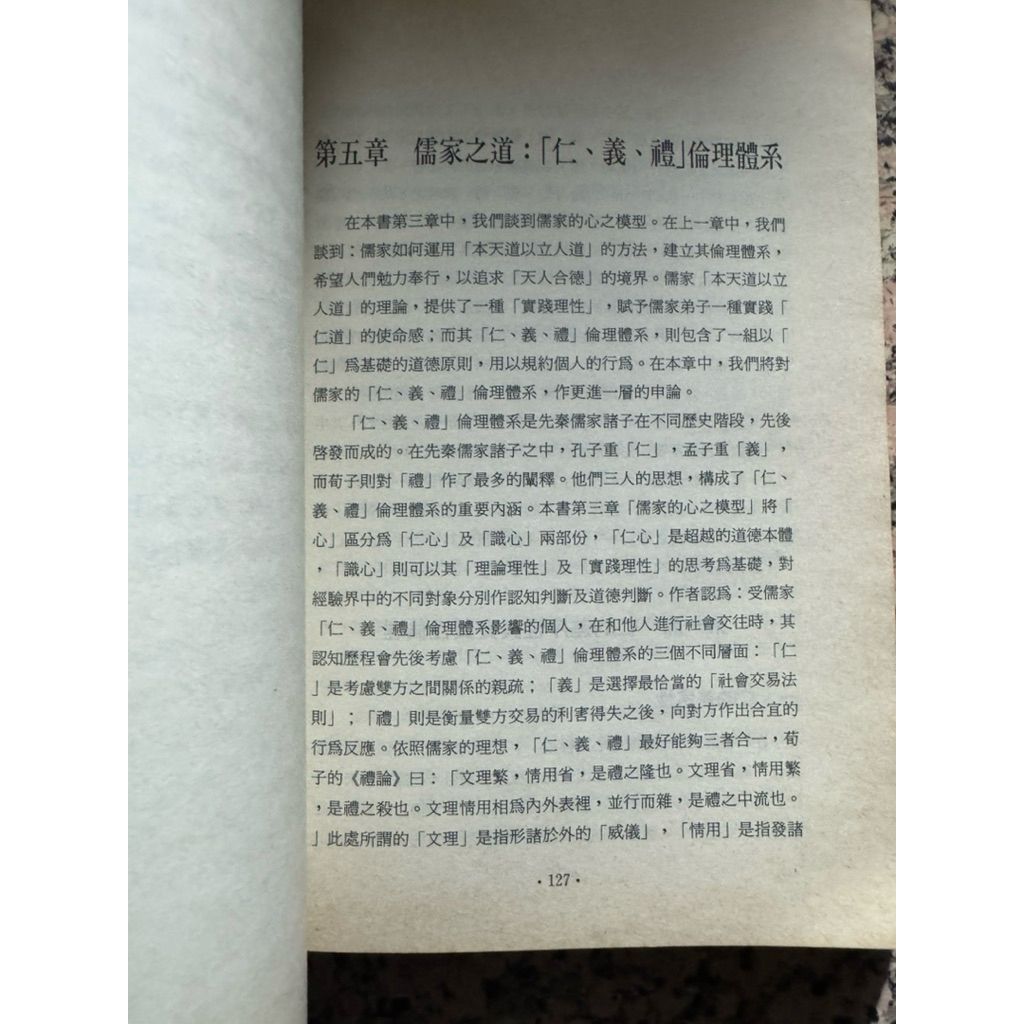 第五章　儒家之道：「仁、義、禮」倫理體系
在本書第三章中，我們談到儒家的心之模型。在上一章中，我們
談到：儒家如何運用「本天道以立人道」的方法，建立其倫理體系，
希望人們勉力奉行，以追求「天人合德」的境界。儒家「本天道以立
人道」的理論，提供了一種「實踐理性」，賦予儒家弟子一種實踐「
仁道」的使命感；而其「仁、義、禮」倫理體系，則包含了一組以「
仁」爲基礎的道德原則，用以規約個人的行爲。在本章中，我們將對
儒家的「仁、義、禮」倫理體系，作更進一層的申論。
「仁、義、禮」倫理體系是先秦儒家諸子在不同歷史階段，先後
啓發而成的。在先秦儒家諸子之中，孔子重「仁」，孟子重「義」，
而荀子則對「禮」作了最多的闡釋。他們三人的思想，構成了「仁、
義、禮」倫理體系的重要內涵。本書第三章「儒家的心之模型」將「
心」區分爲「仁心」及「識心」兩部份，「仁心」是超越的道德本體
，「識心」則可以其「理論理性」及「實踐理性」的思考爲基礎，對
經驗界中的不同對象分別作認知判斷及道德判斷。作者認爲：受儒家
「仁、義、禮」倫理體系影響的個人，在和他人進行社會交往時，其
認知歷程會先後考慮「仁、義、禮」倫理體系的三個不同層面：「仁
」是考慮雙方之間關係的親疏；「義」是選擇最恰當的「社會交易法
則」；「禮」則是衡量雙方交易的利害得失之後，向對方作出合宜的
行爲反應。依照儒家的理想，「仁、義、禮」最好能夠三者合一，荀
子的《禮論》曰：「文理繁，情用省，是禮之隆也。文理省，情用繁
，是禮之殺也。文理情用相爲內外表裡，並行而雜，是禮之中流也。
」此處所謂的「文理」是指形諸於外的「威儀」，「情用」是指發諸
·127·